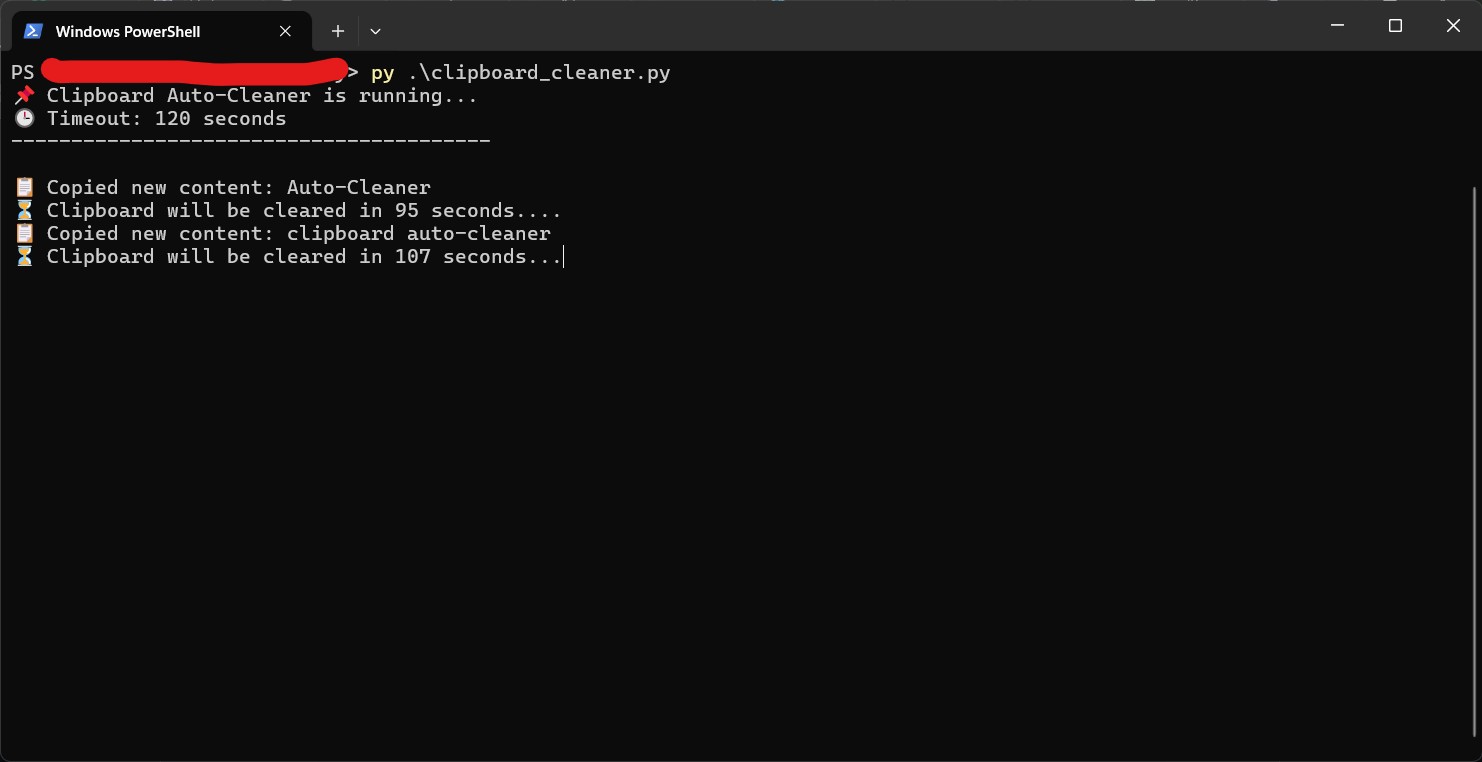 Windows PowerShell
PS > py .\clipboard_cleaner.py
📌 Clipboard Auto-Cleaner is running...
🕒 Timeout: 120 seconds
----------------------------------------
📋 Copied new content: Auto-Cleaner
⏳ Clipboard will be cleared in 95 seconds....
📋 Copied new content: clipboard auto-cleaner
⏳ Clipboard will be cleared in 107 seconds...